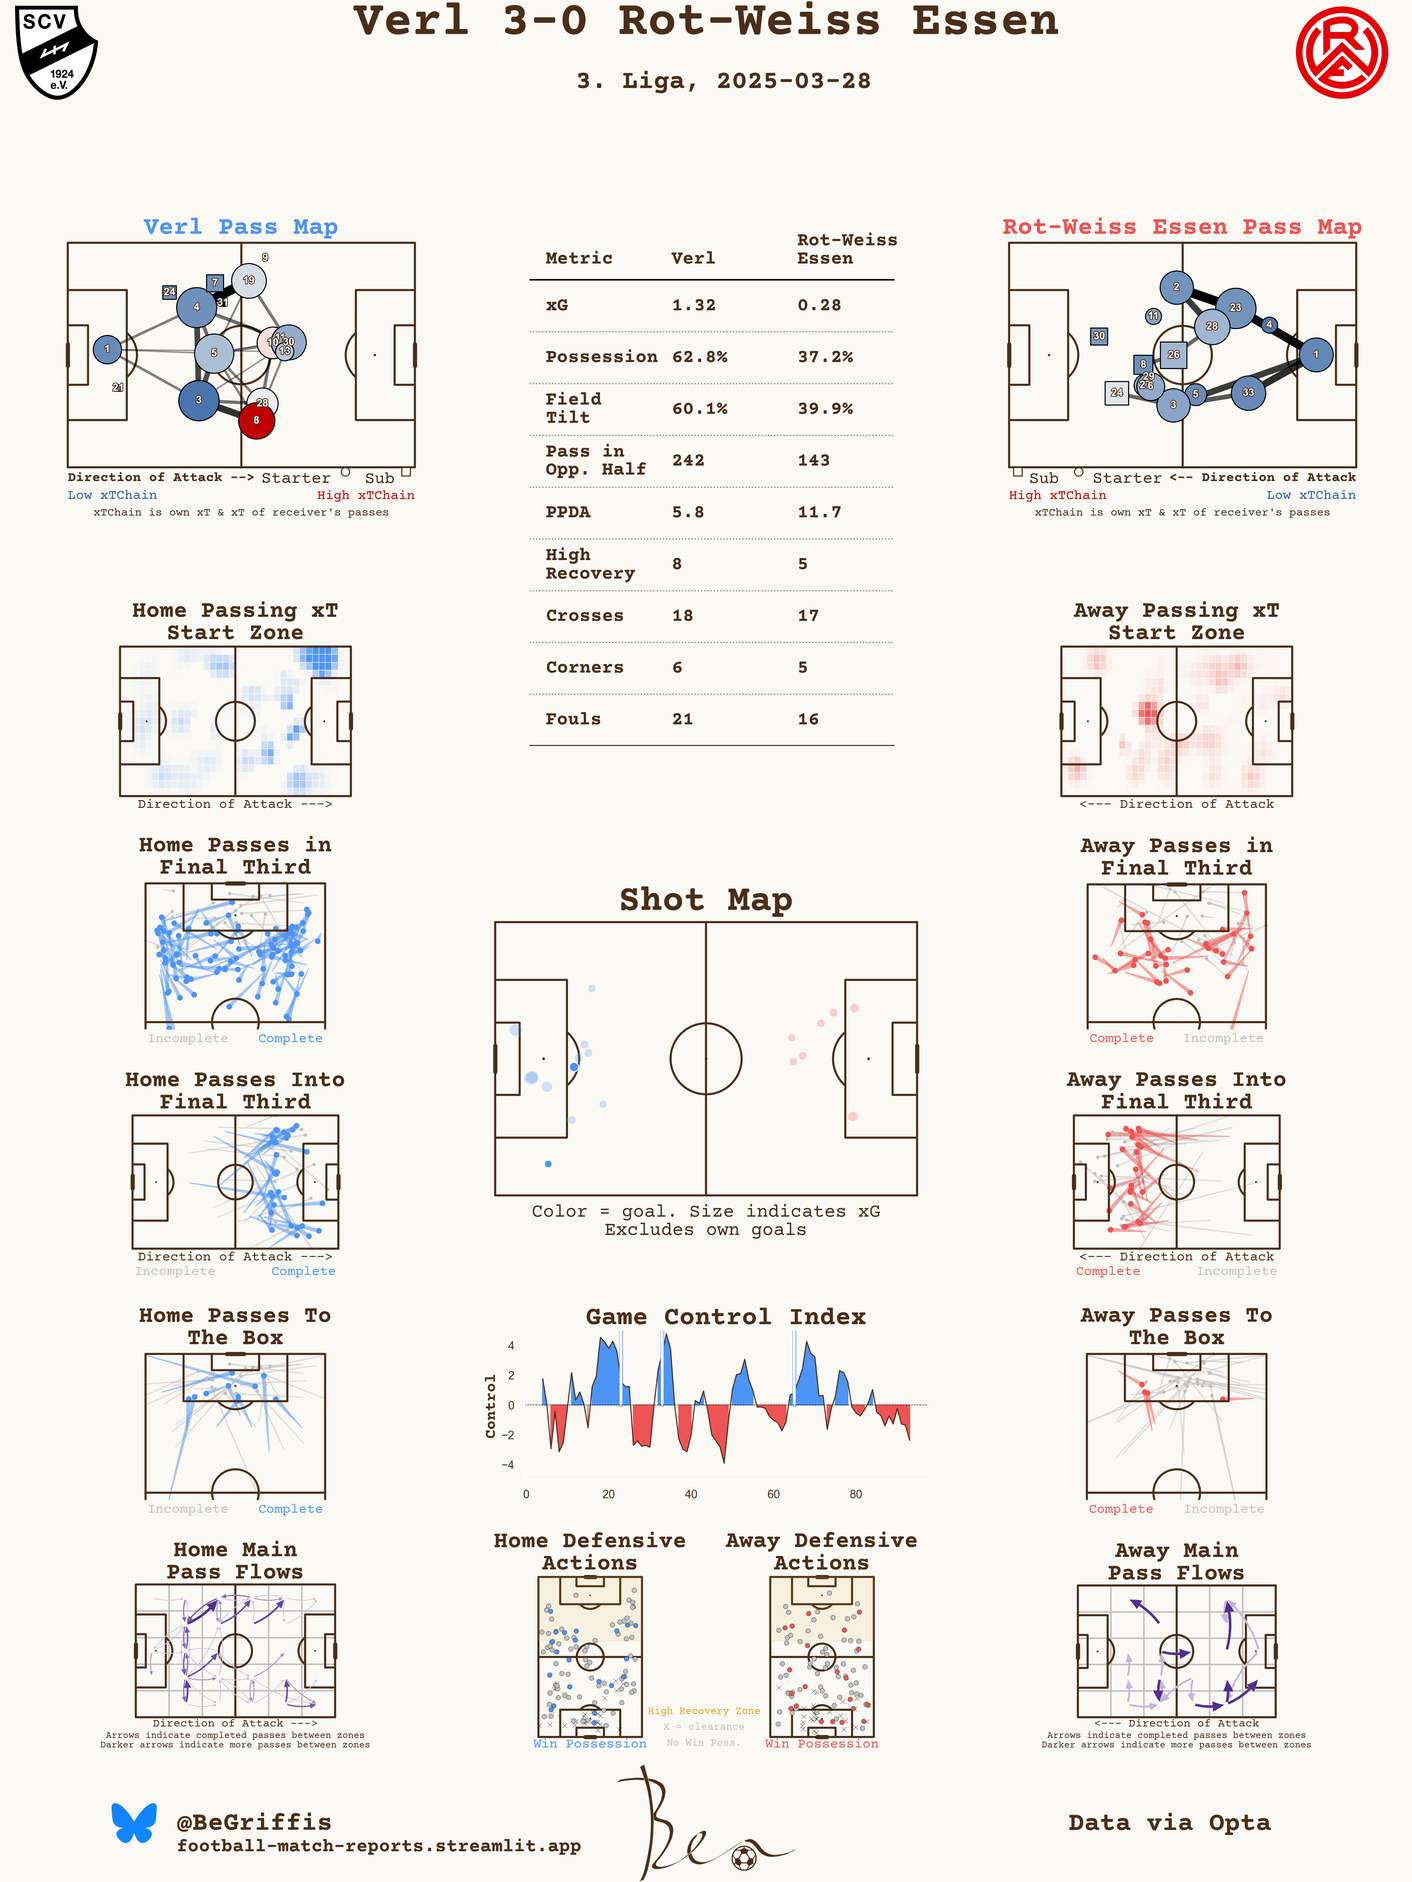 SCV
1924
e.V.
Verl 3-0 Rot-Weiss Essen
3. Liga, 2025-03-28
Verl Pass Map
9
24
7
19
4
31
1
5
11
10
30
13
21
3
28
8
Direction of Attack --> Starter Sub
Low xTChain High xTChain
xTChain is own xT & xT of receiver's passes
Metric Verl Rot-Weiss Essen
xG 1.32 0.28
Possession 62.8% 37.2%
Field Tilt 60.1% 39.9%
Pass in Opp. Half 242 143
PPDA 5.8 11.7
High Recovery 8 5
Crosses 18 17
Corners 6 5
Fouls 21 16
Rot-Weiss Essen Pass Map
2
11
23
4
28
30
26
1
8
29
24
5
33
3
Sub Starter <-- Direction of Attack
High xTChain Low xTChain
xTChain is own xT & xT of receiver's passes
Home Passing xT
Start Zone
Direction of Attack --->
Away Passing xT
Start Zone
<--- Direction of Attack
Home Passes in
Final Third
Incomplete Complete
Away Passes in
Final Third
Complete Incomplete
Shot Map
Color = goal. Size indicates xG
Excludes own goals
Home Passes Into
Final Third
Direction of Attack --->
Incomplete Complete
Away Passes Into
Final Third
<--- Direction of Attack
Complete Incomplete
Home Passes To
The Box
Incomplete Complete
Game Control Index
Control
4
2
0
−2
−4
0 20 40 60 80
Away Passes To
The Box
Complete Incomplete
Home Main
Pass Flows
Direction of Attack --->
Arrows indicate completed passes between zones
Darker arrows indicate more passes between zones
Home Defensive
Actions
Win Possession
High Recovery Zone
X = clearance
No Win Poss.
Away Defensive
Actions
Win Possession
Away Main
Pass Flows
<--- Direction of Attack
Arrows indicate completed passes between zones
Darker arrows indicate more passes between zones
@BeGriffis
football-match-reports.streamlit.app
Ben
Data via Opta